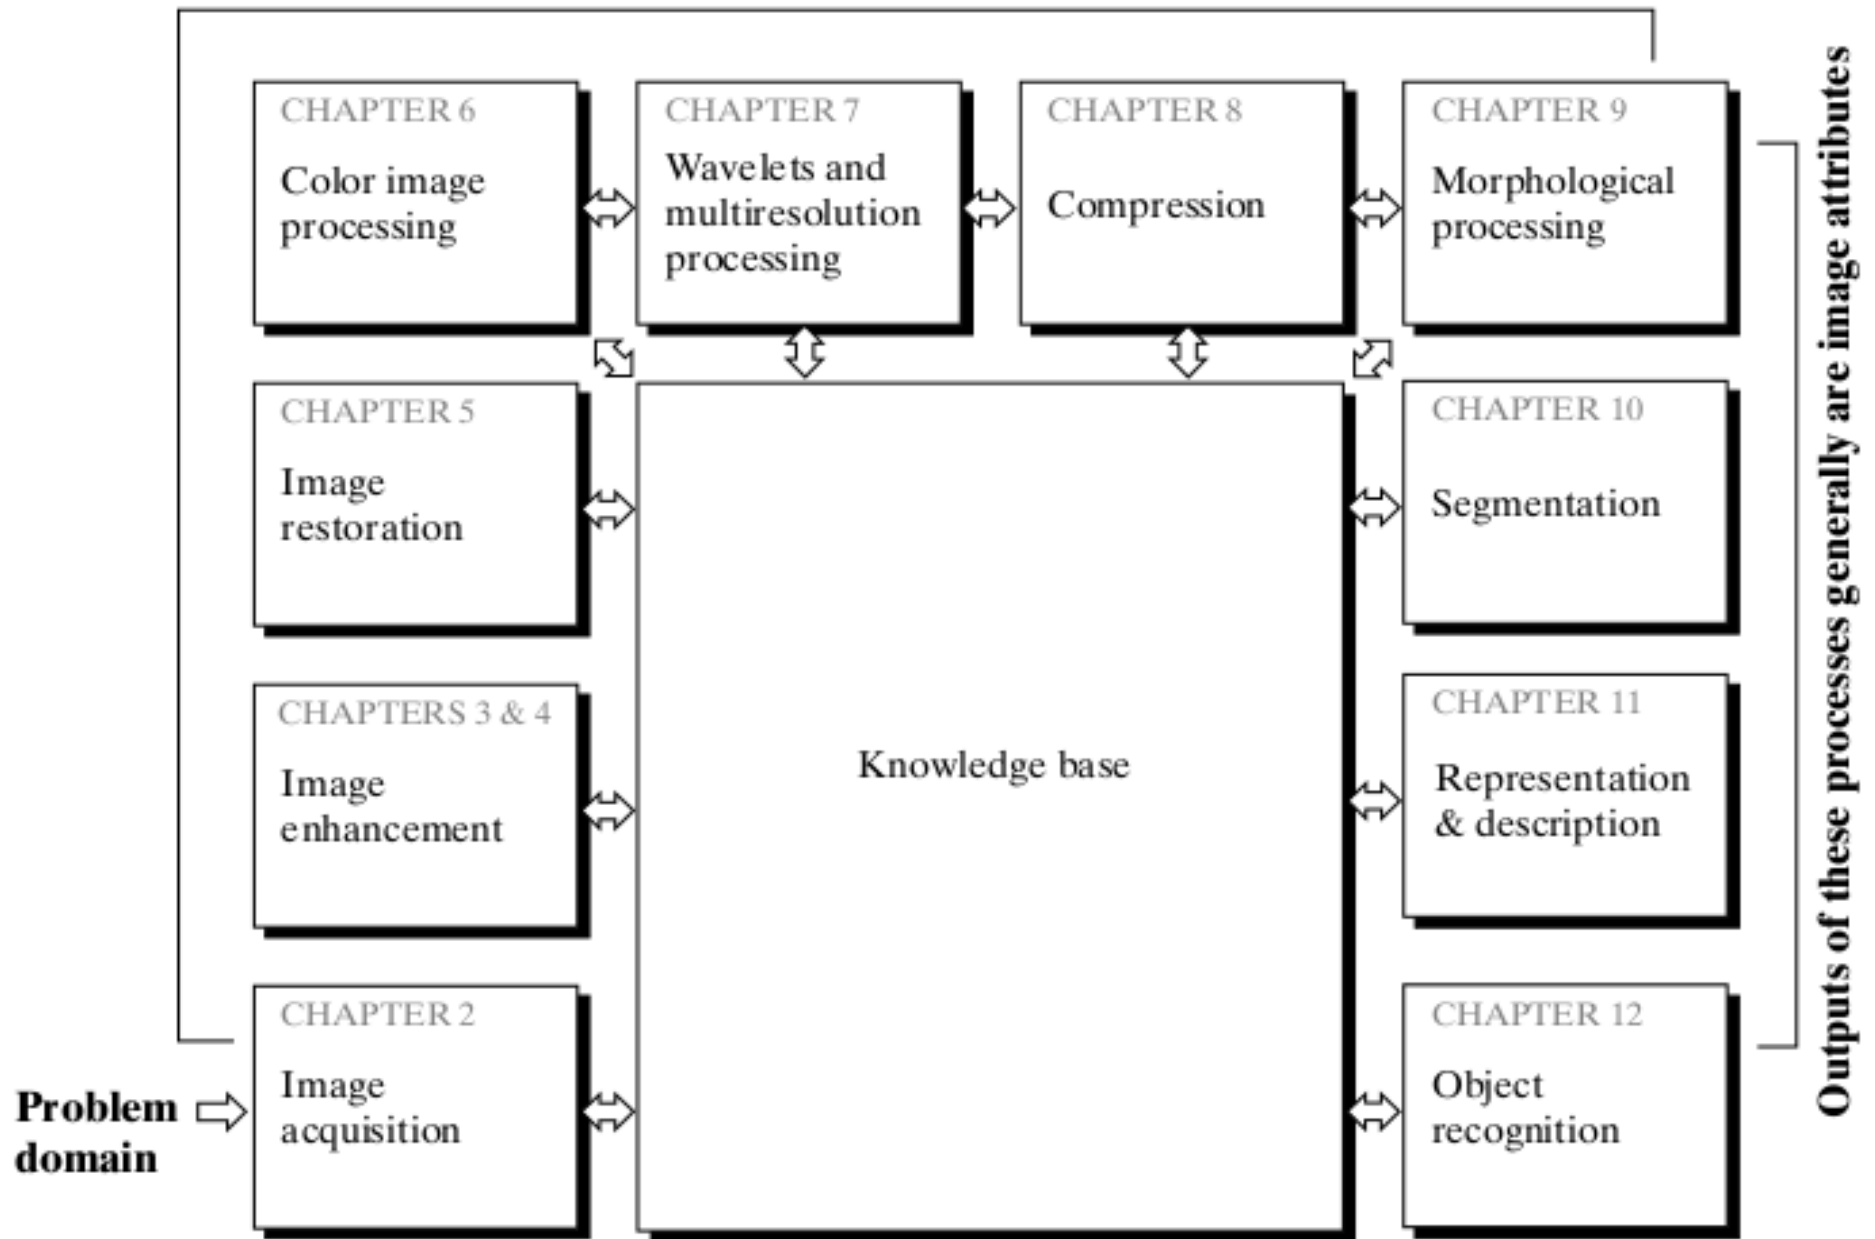 CHAPTER 6
Color image
processing
CHAPTER 7
Wavelets and
multiresolution
processing
CHAPTER 8
Compression
CHAPTER 9
Morphological
processing
CHAPTER 5
Image
restoration
CHAPTER 10
Segmentation
CHAPTERS 3 & 4
Image
enhancement
Knowledge base
CHAPTER 11
Representation
& description
CHAPTER 2
Image
acquisition
CHAPTER 12
Object
recognition
Problem
domain
Outputs of these processes generally are image attributes